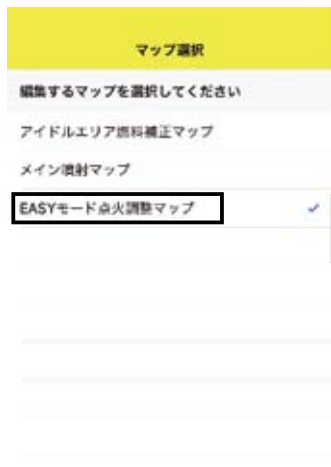 マップ選択
編集するマップを選択してください
アイドルエリア燃料補正マップ
メイン噴射マップ
EASYモード点火調整マップ